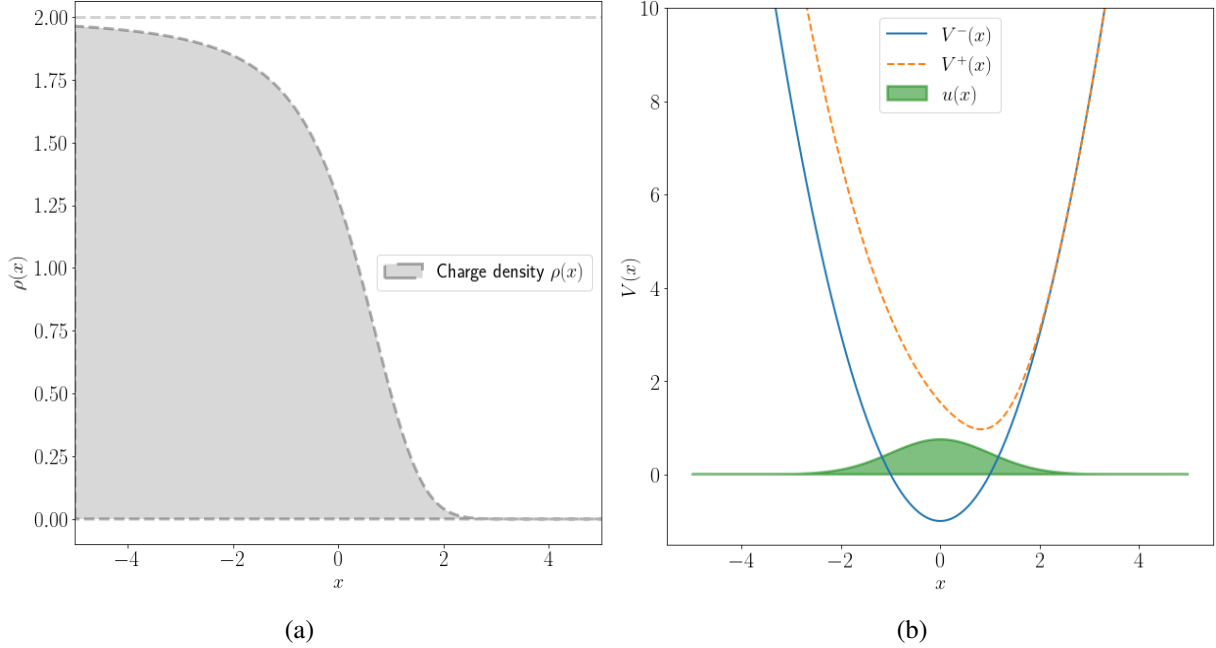 2.00
1.75
1.50
1.25
1.00
0.75
0.50
0.25
0.00
ρ(x)
Charge density ρ(x)
−4
−2
0
2
4
x
(a)
10
8
6
4
2
0
V(x)
V⁻(x)
V⁺(x)
u(x)
−4
−2
0
2
4
x
(b)